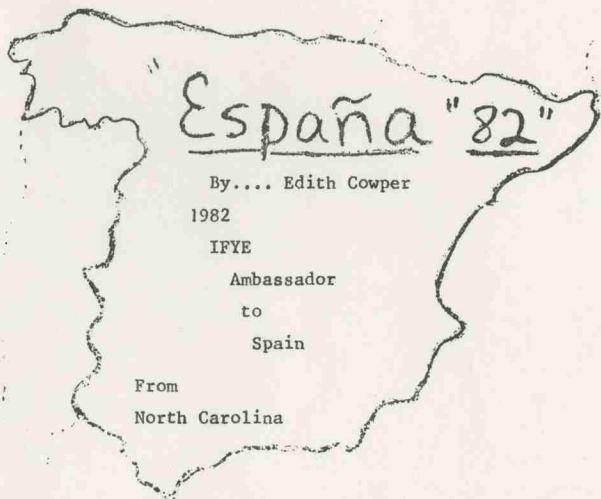 "España "82"
By.... Edith Cowper
1982
IFYE
Ambassador
to
Spain
From
North Carolina